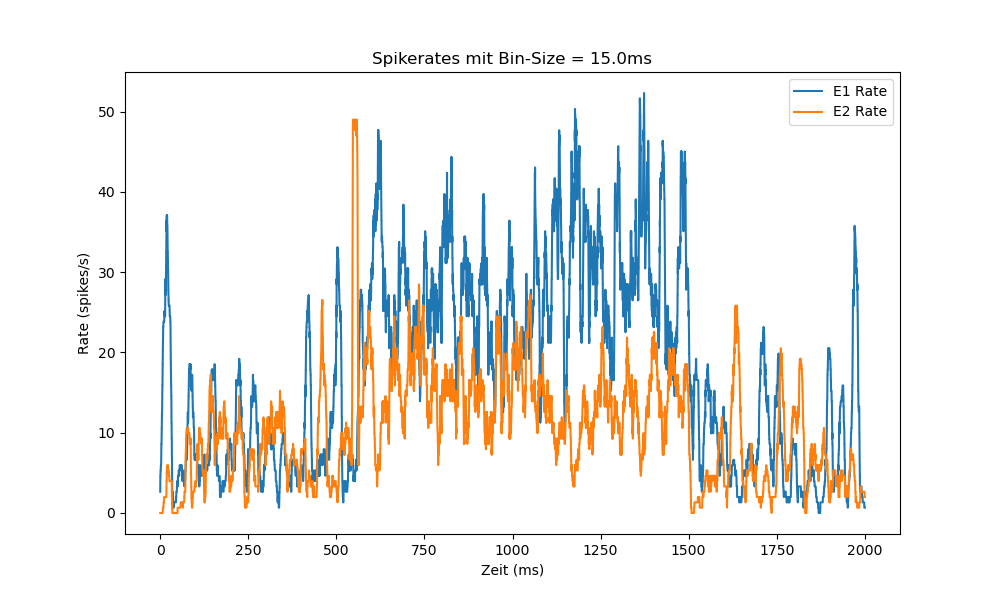 Spikerates mit Bin-Size = 15.0ms
E1 Rate
E2 Rate
50
40
30
20
10
0
Rate (spikes/s)
0 250 500 750 1000 1250 1500 1750 2000
Zeit (ms)